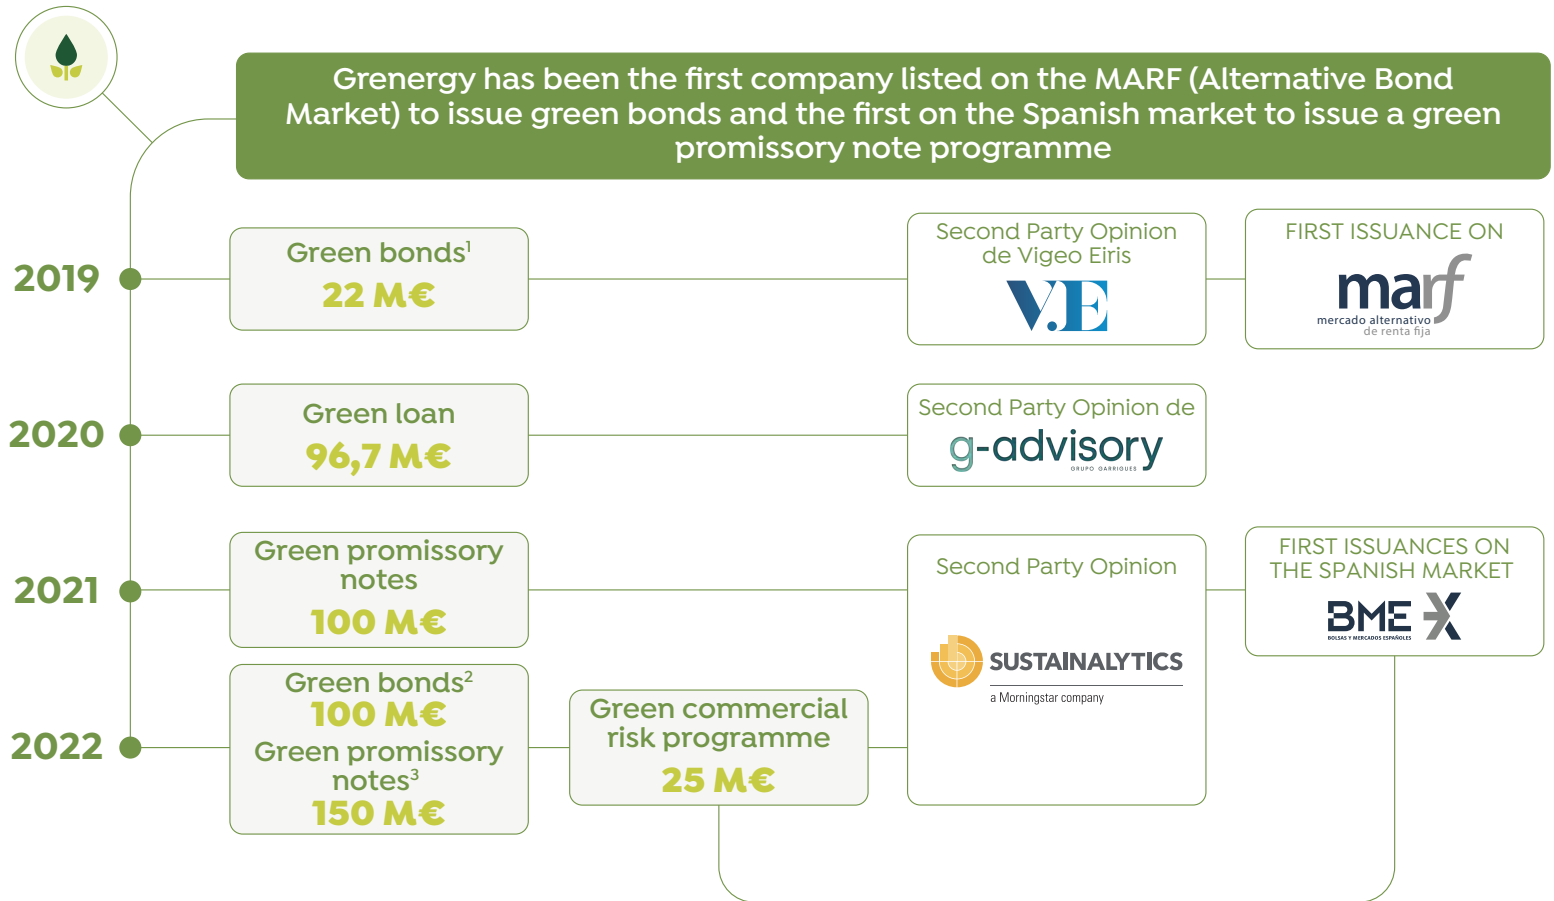 Grenergy has been the first company listed on the MARF (Alternative Bond
Market) to issue green bonds and the first on the Spanish market to issue a green
promissory note programme
2019
Green bonds¹
22 M€
Second Party Opinion
de Vigeo Eiris
V.E
FIRST ISSUANCE ON
marf
mercado alternativo
de renta fija
2020
Green loan
96,7 M€
Second Party Opinion de
g-advisory
GRUPO GARRIGUES
2021
Green promissory
notes
100 M€
Second Party Opinion
SUSTAINALYTICS
a Morningstar company
FIRST ISSUANCES ON
THE SPANISH MARKET
BME X
BOLSAS Y MERCADOS ESPAÑOLES
2022
Green bonds²
100 M€
Green promissory
notes³
150 M€
Green commercial
risk programme
25 M€